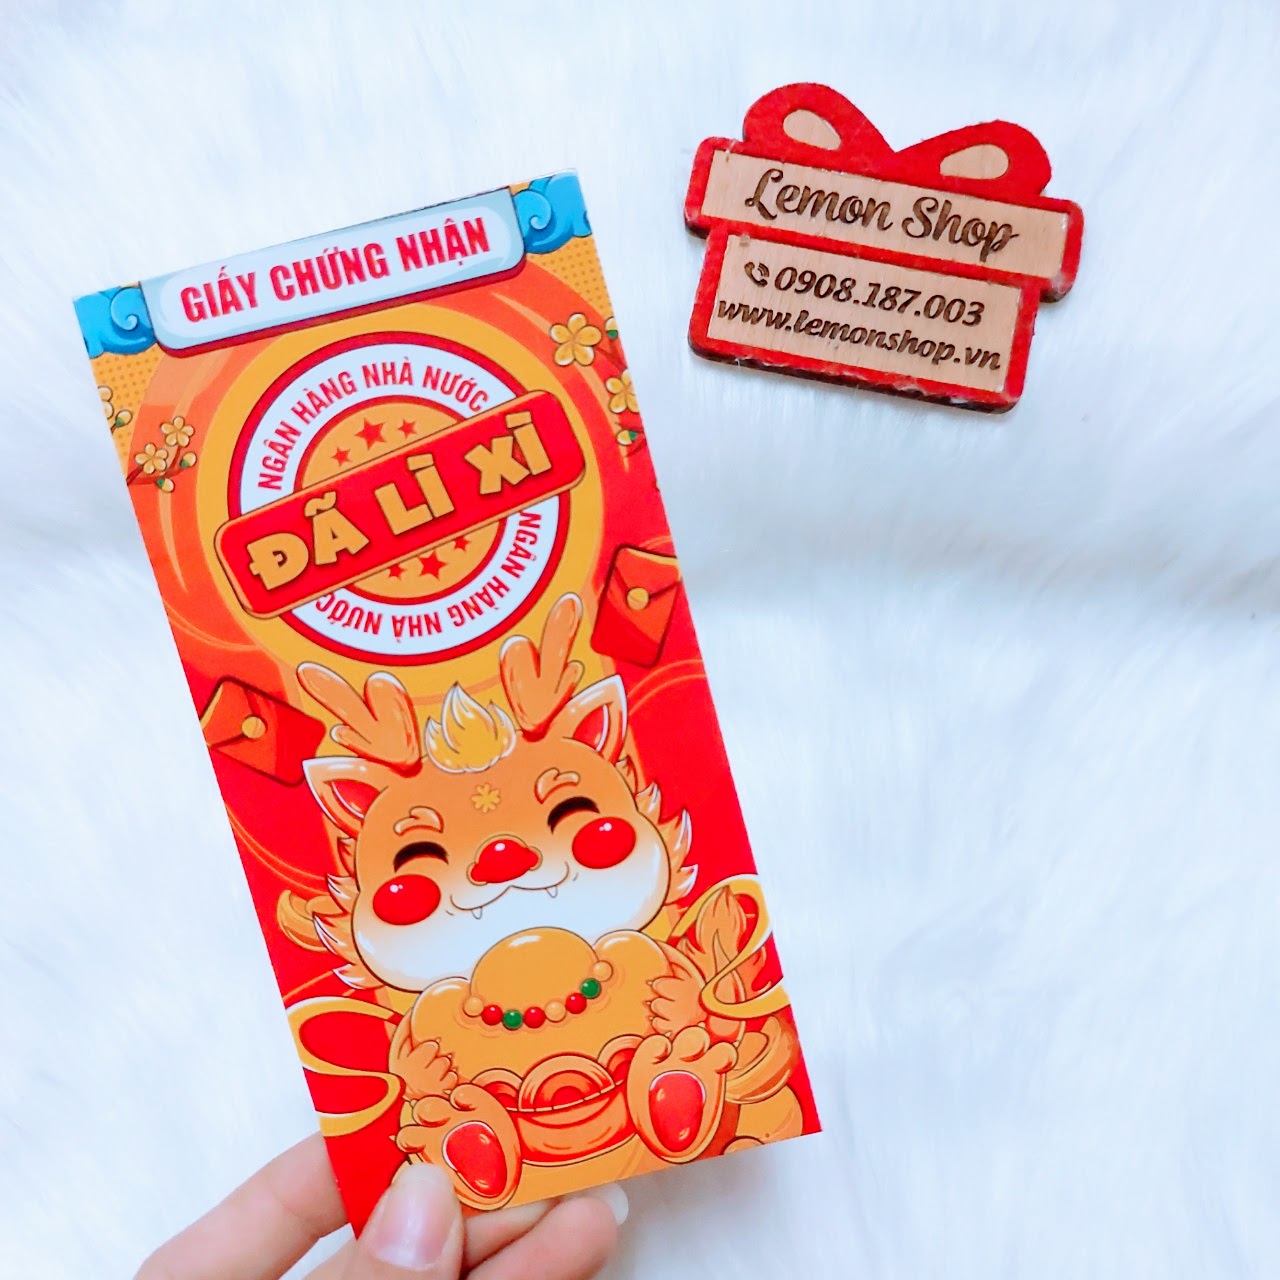 GIẤY CHỨNG NHẬN
NGÂN HÀNG NHÀ NƯỚC
ĐÃ LÌ XÌ
NGÂN HÀNG NHÀ NƯỚC
Lemon Shop
0908.187.003
www.lemonshop.vn